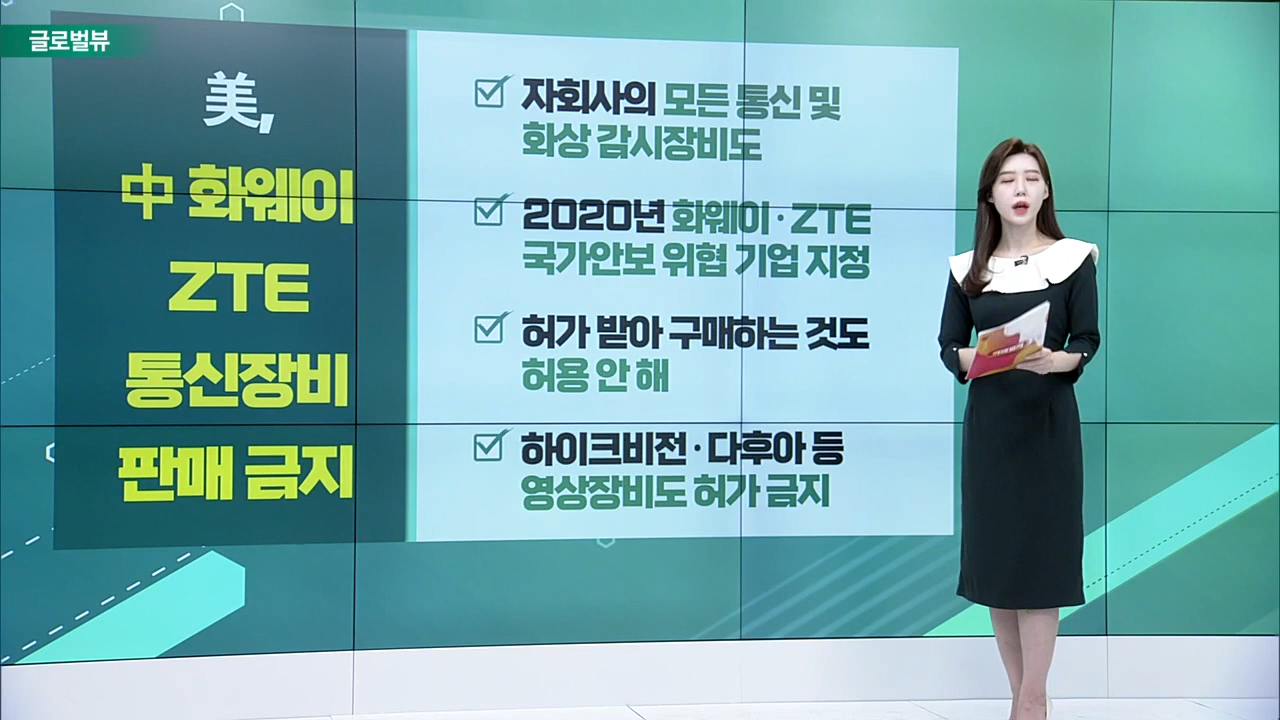 글로벌뷰
美,
中 화웨이
ZTE
통신장비
판매 금지
자회사의 모든 통신 및
화상 감시장비도
2020년 화웨이·ZTE
국가안보 위협 기업 지정
허가 받아 구매하는 것도
허용 안 해
하이크비전·다후아 등
영상장비도 허가 금지